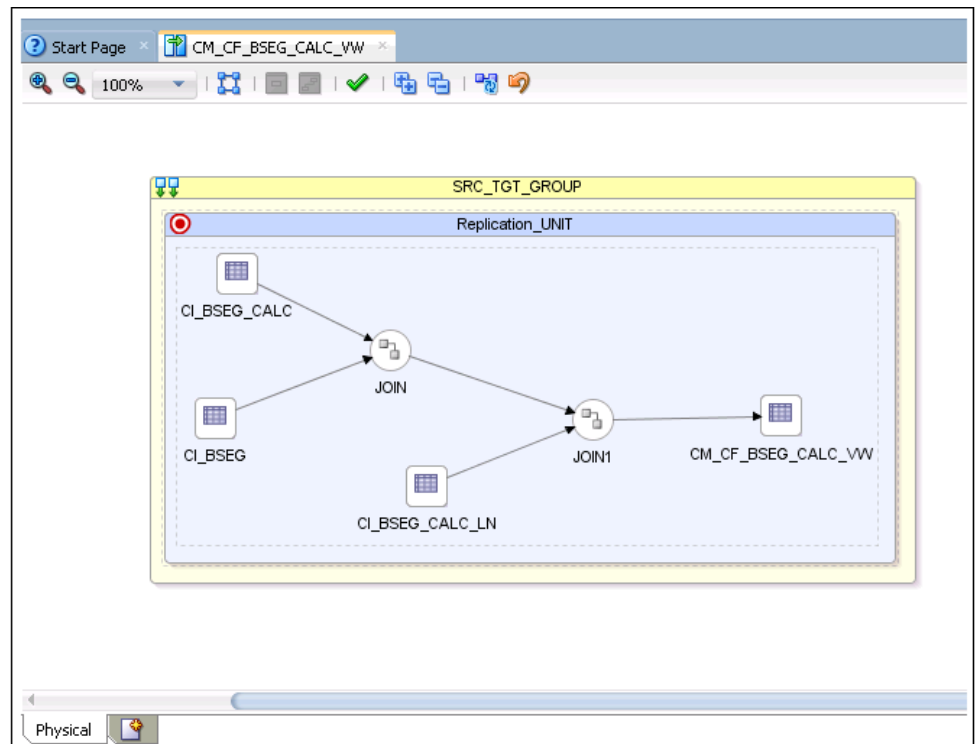 Start Page
CM_CF_BSEG_CALC_VW
100%
SRC_TGT_GROUP
Replication_UNIT
CI_BSEG_CALC
JOIN
CI_BSEG
JOIN1
CM_CF_BSEG_CALC_VW
CI_BSEG_CALC_LN
Physical